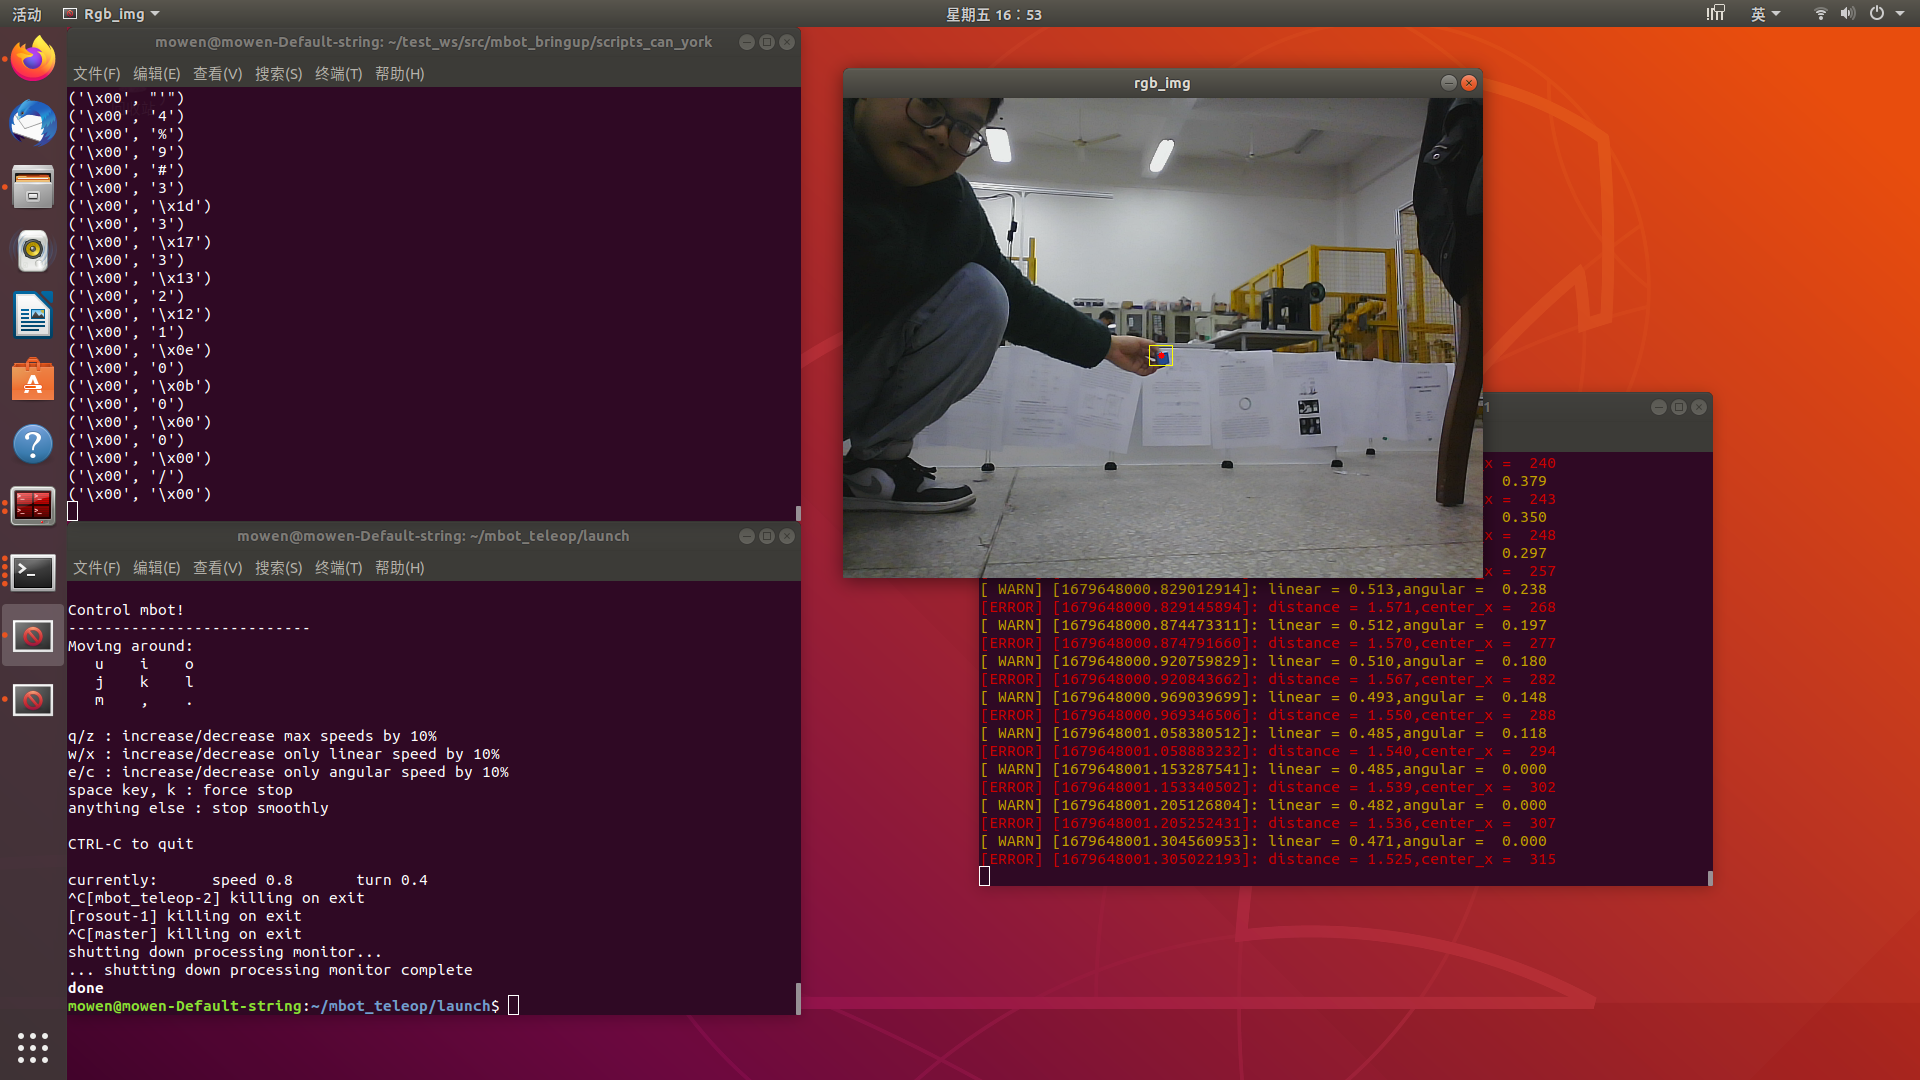 活动 Rgb_img 星期五 16：53 英
mowen@mowen-Default-string: ~/test_ws/src/mbot_bringup/scripts_can_york
文件(F) 编辑(E) 查看(V) 搜索(S) 终端(T) 帮助(H)
('\x00', "'")
('\x00', '4')
('\x00', '%')
('\x00', '9')
('\x00', '#')
('\x00', '3')
('\x00', '\x1d')
('\x00', '3')
('\x00', '\x17')
('\x00', '3')
('\x00', '\x13')
('\x00', '2')
('\x00', '\x12')
('\x00', '1')
('\x00', '\x0e')
('\x00', '0')
('\x00', '\x0b')
('\x00', '0')
('\x00', '\x00')
('\x00', '0')
('\x00', '\x00')
('\x00', '/')
('\x00', '\x00')
mowen@mowen-Default-string: ~/mbot_teleop/launch
文件(F) 编辑(E) 查看(V) 搜索(S) 终端(T) 帮助(H)
Control mbot!
---------------------------
Moving around:
u i o
j k l
m , .
q/z : increase/decrease max speeds by 10%
w/x : increase/decrease only linear speed by 10%
e/c : increase/decrease only angular speed by 10%
space key, k : force stop
anything else : stop smoothly
CTRL-C to quit
currently: speed 0.8 turn 0.4
^C[mbot_teleop-2] killing on exit
[rosout-1] killing on exit
^C[master] killing on exit
shutting down processing monitor...
... shutting down processing monitor complete
done
mowen@mowen-Default-string:~/mbot_teleop/launch$
rgb_img
1
x = 240
0.379
x = 243
0.350
x = 248
0.297
x = 257
[ WARN] [1679648000.829012914]: linear = 0.513,angular = 0.238
[ERROR] [1679648000.829145894]: distance = 1.571,center_x = 268
[ WARN] [1679648000.874473311]: linear = 0.512,angular = 0.197
[ERROR] [1679648000.874791660]: distance = 1.570,center_x = 277
[ WARN] [1679648000.920759829]: linear = 0.510,angular = 0.180
[ERROR] [1679648000.920843662]: distance = 1.567,center_x = 282
[ WARN] [1679648000.969039699]: linear = 0.493,angular = 0.148
[ERROR] [1679648000.969346506]: distance = 1.550,center_x = 288
[ WARN] [1679648001.058380512]: linear = 0.485,angular = 0.118
[ERROR] [1679648001.058883232]: distance = 1.540,center_x = 294
[ WARN] [1679648001.153287541]: linear = 0.485,angular = 0.000
[ERROR] [1679648001.153340502]: distance = 1.539,center_x = 302
[ WARN] [1679648001.205126804]: linear = 0.482,angular = 0.000
[ERROR] [1679648001.205252431]: distance = 1.536,center_x = 307
[ WARN] [1679648001.304560953]: linear = 0.471,angular = 0.000
[ERROR] [1679648001.305022193]: distance = 1.525,center_x = 315